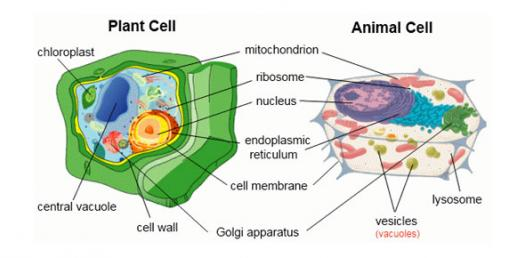 Plant Cell
Animal Cell
chloroplast
mitochondrion
ribosome
nucleus
endoplasmic
reticulum
cell membrane
central vacuole
cell wall
Golgi apparatus
vesicles
(vacuoles)
lysosome